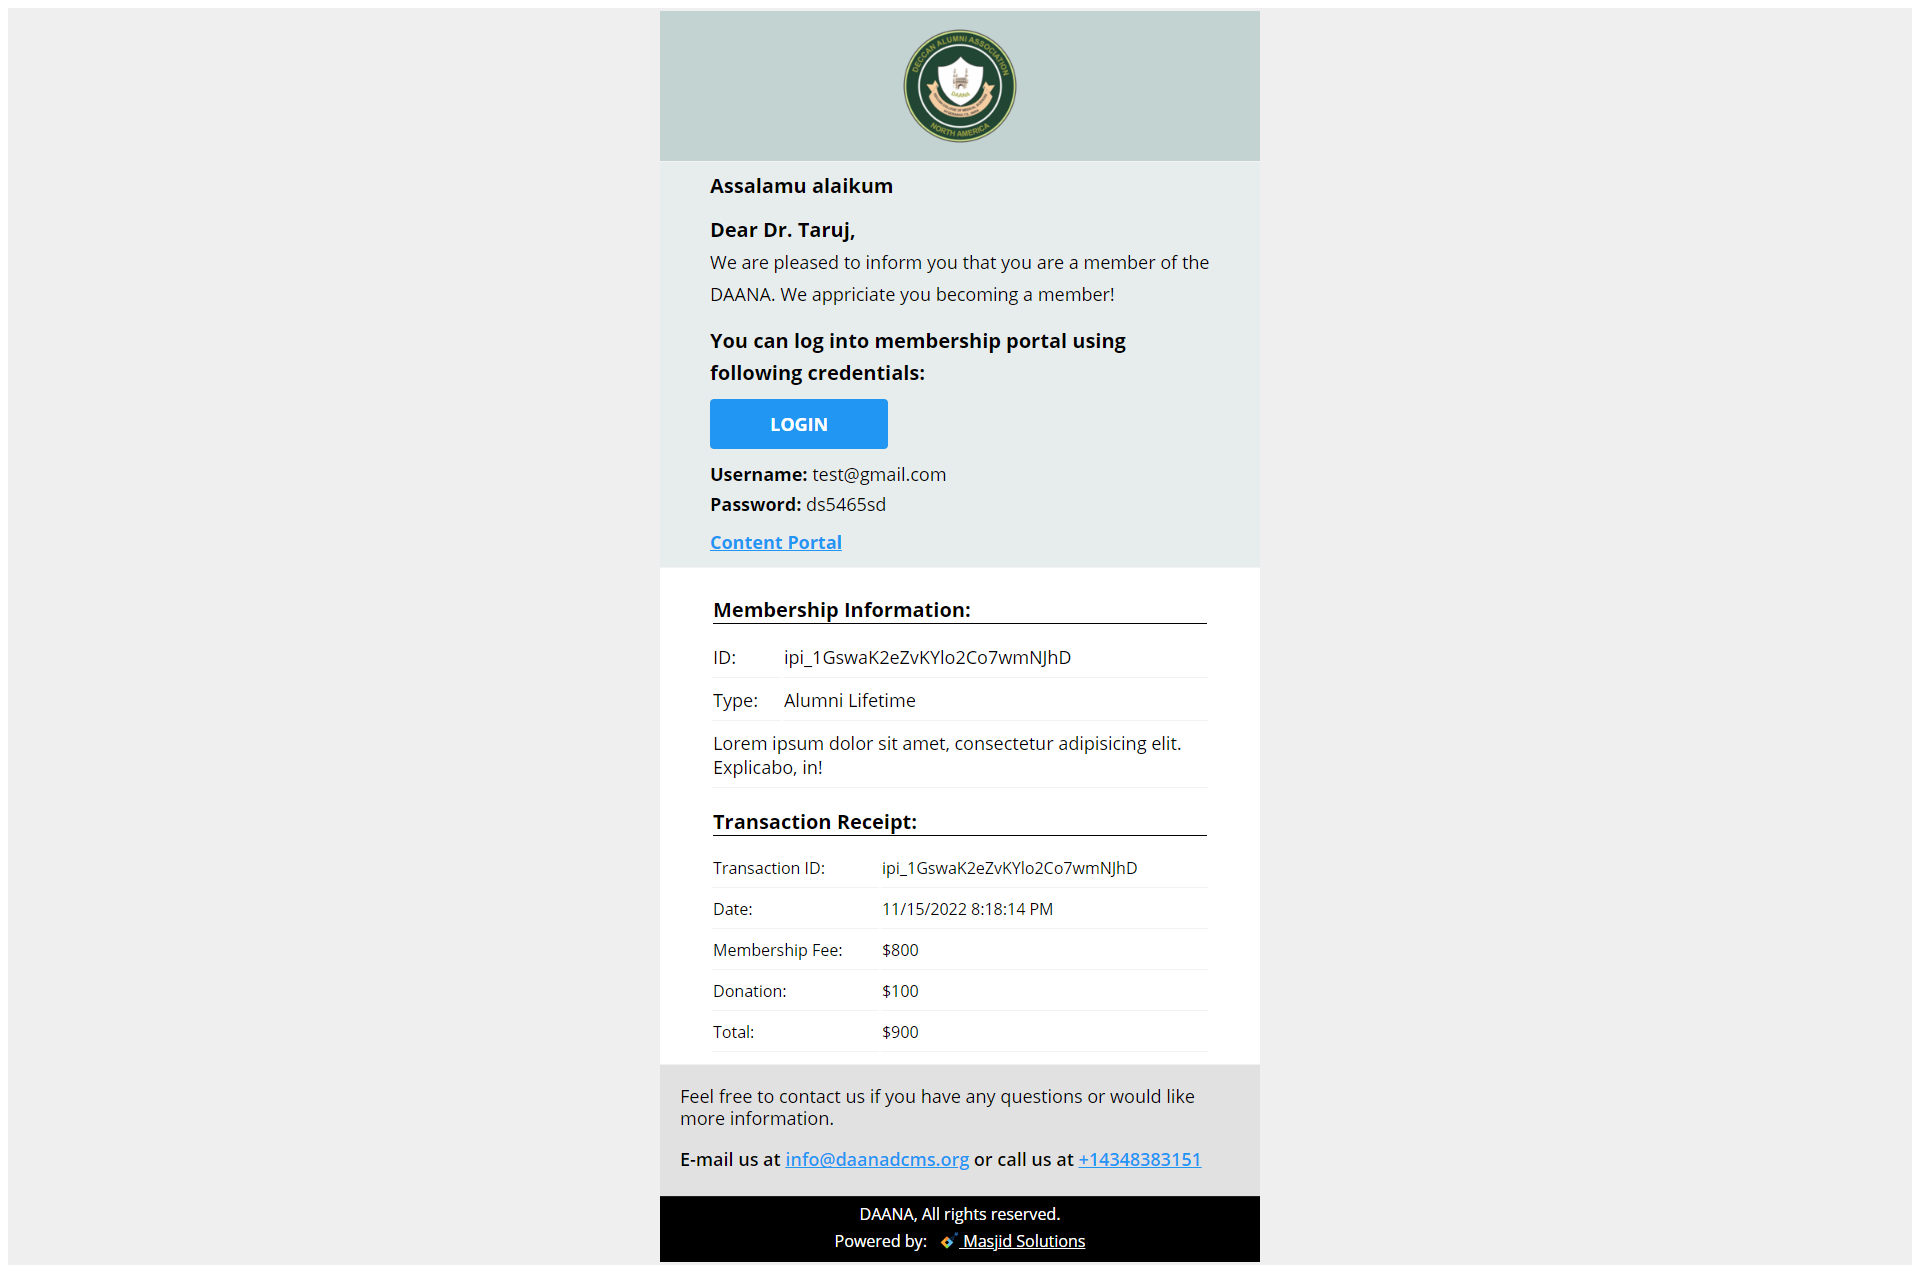 DECCAN ALUMNI ASSOCIATION
DAANA
NORTH AMERICA
Assalamu alaikum
Dear Dr. Taruj,
We are pleased to inform you that you are a member of the
DAANA. We appriciate you becoming a member!
You can log into membership portal using
following credentials:
LOGIN
Username: test@gmail.com
Password: ds5465sd
Content Portal
Membership Information:
ID: ipi_1GswaK2eZvKYlo2Co7wmNJhD
Type: Alumni Lifetime
Lorem ipsum dolor sit amet, consectetur adipisicing elit.
Explicabo, in!
Transaction Receipt:
Transaction ID: ipi_1GswaK2eZvKYlo2Co7wmNJhD
Date: 11/15/2022 8:18:14 PM
Membership Fee: $800
Donation: $100
Total: $900
Feel free to contact us if you have any questions or would like
more information.
E-mail us at info@daanadcms.org or call us at +14348383151
DAANA, All rights reserved.
Powered by: Masjid Solutions